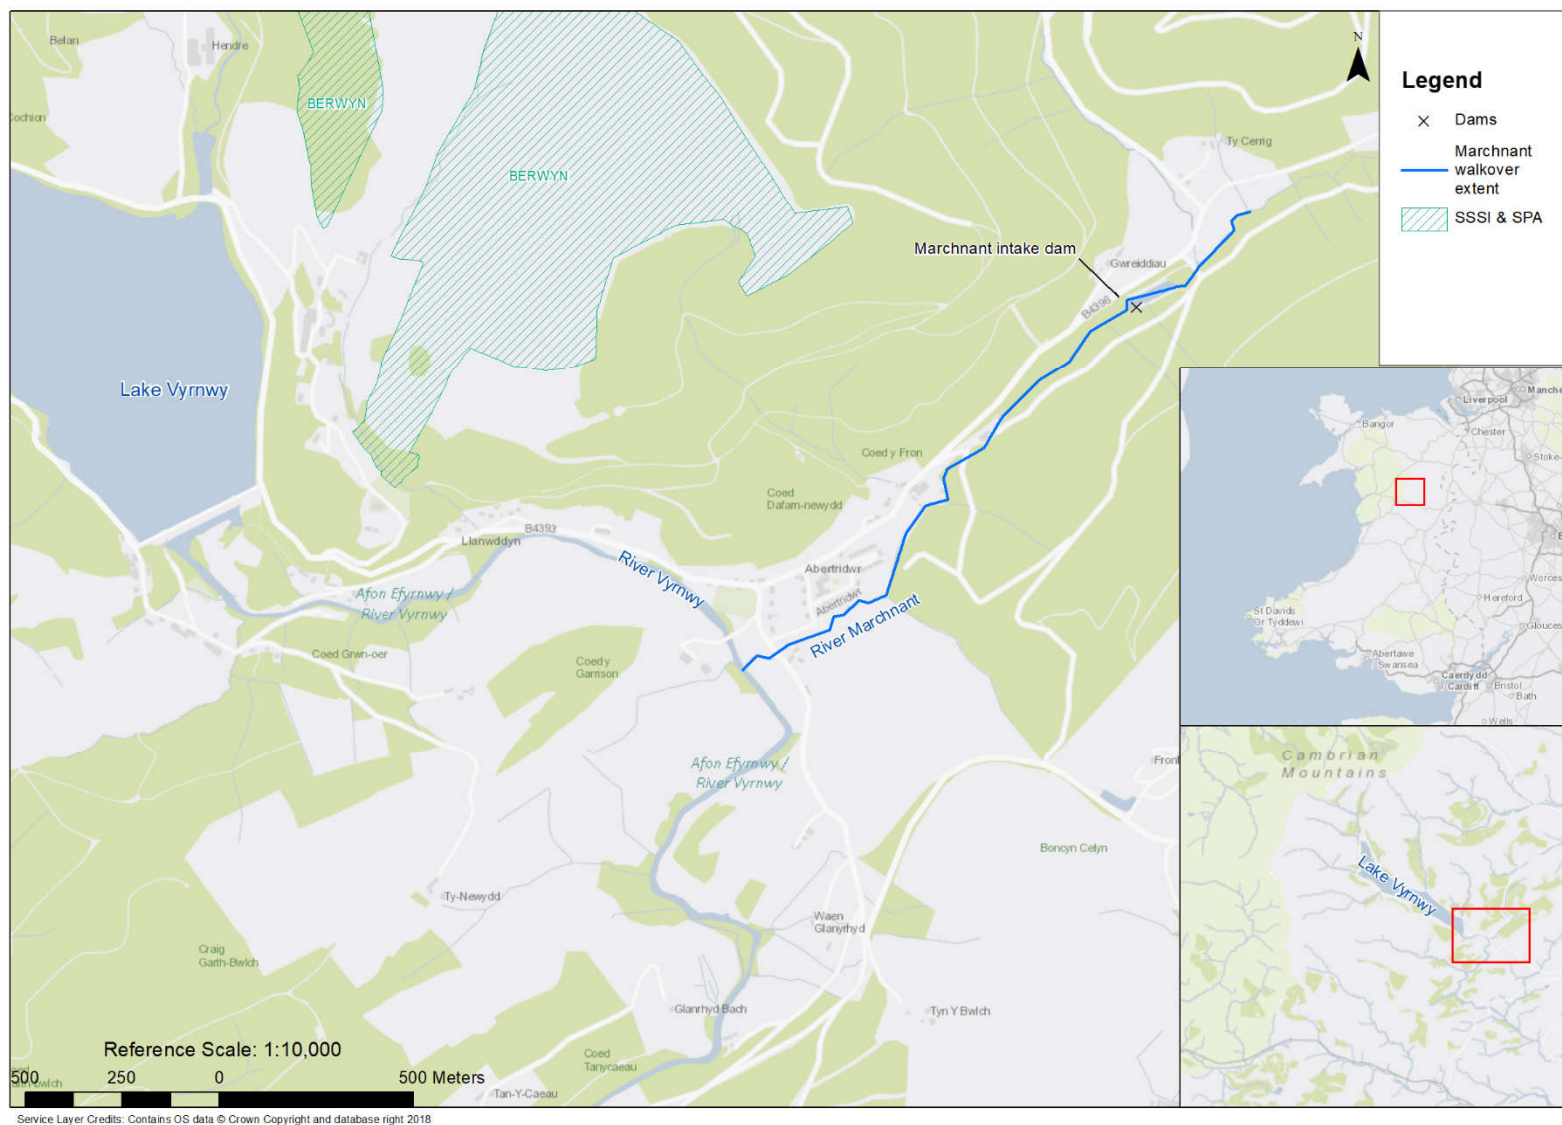 Belan
Hendre
Cochion
BERWYN
BERWYN
N
Legend
Dams
Marchnant
walkover
extent
SSSI & SPA
Ty Cerrig
Marchnant intake dam
Gwreiddiau
B4396
Lake Vyrnwy
Coed y Fron
Coed
Dafarn-newydd
B4393
Llanwddyn
River Vyrnwy
Abertridwr
Abertridwr
River Marchnant
Afon Efyrnwy /
River Vyrnwy
Coed Grwn-oer
Coed y
Garrison
Afon Efyrnwy /
River Vyrnwy
Boncyn Celyn
Ty-Newydd
Waen
Glanyrhyd
Craig
Garth-Bwlch
Glanrhyd Bach
Tyn Y Bwlch
Coed
Tanycaeau
Tan-Y-Caeau
Reference Scale: 1:10,000
500 250 0 500 Meters
Liverpool
Bangor
Chester
Stoke-
Worces
Hereford
St Davids
Or Tyddewi
Glouces
Abertawe
Swansea
Caerdydd
/ Cardiff
Bristol
Bath
Wells
Cambrian
Mountains
Lake Vyrnwy
Service Layer Credits: Contains OS data © Crown Copyright and database right 2018